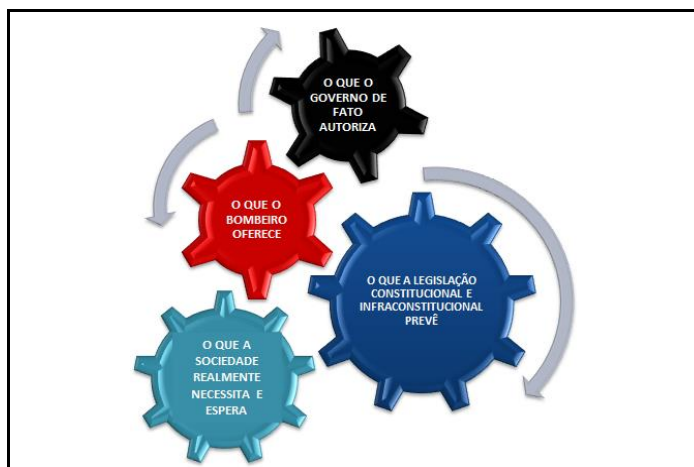 O QUE O
GOVERNO DE
FATO
AUTORIZA
O QUE O
BOMBEIRO
OFERECE
O QUE A LEGISLAÇÃO
CONSTITUCIONAL E
INFRACONSTITUCIONAL
PREVÊ
O QUE A
SOCIEDADE
REALMENTE
NECESSITA E
ESPERA